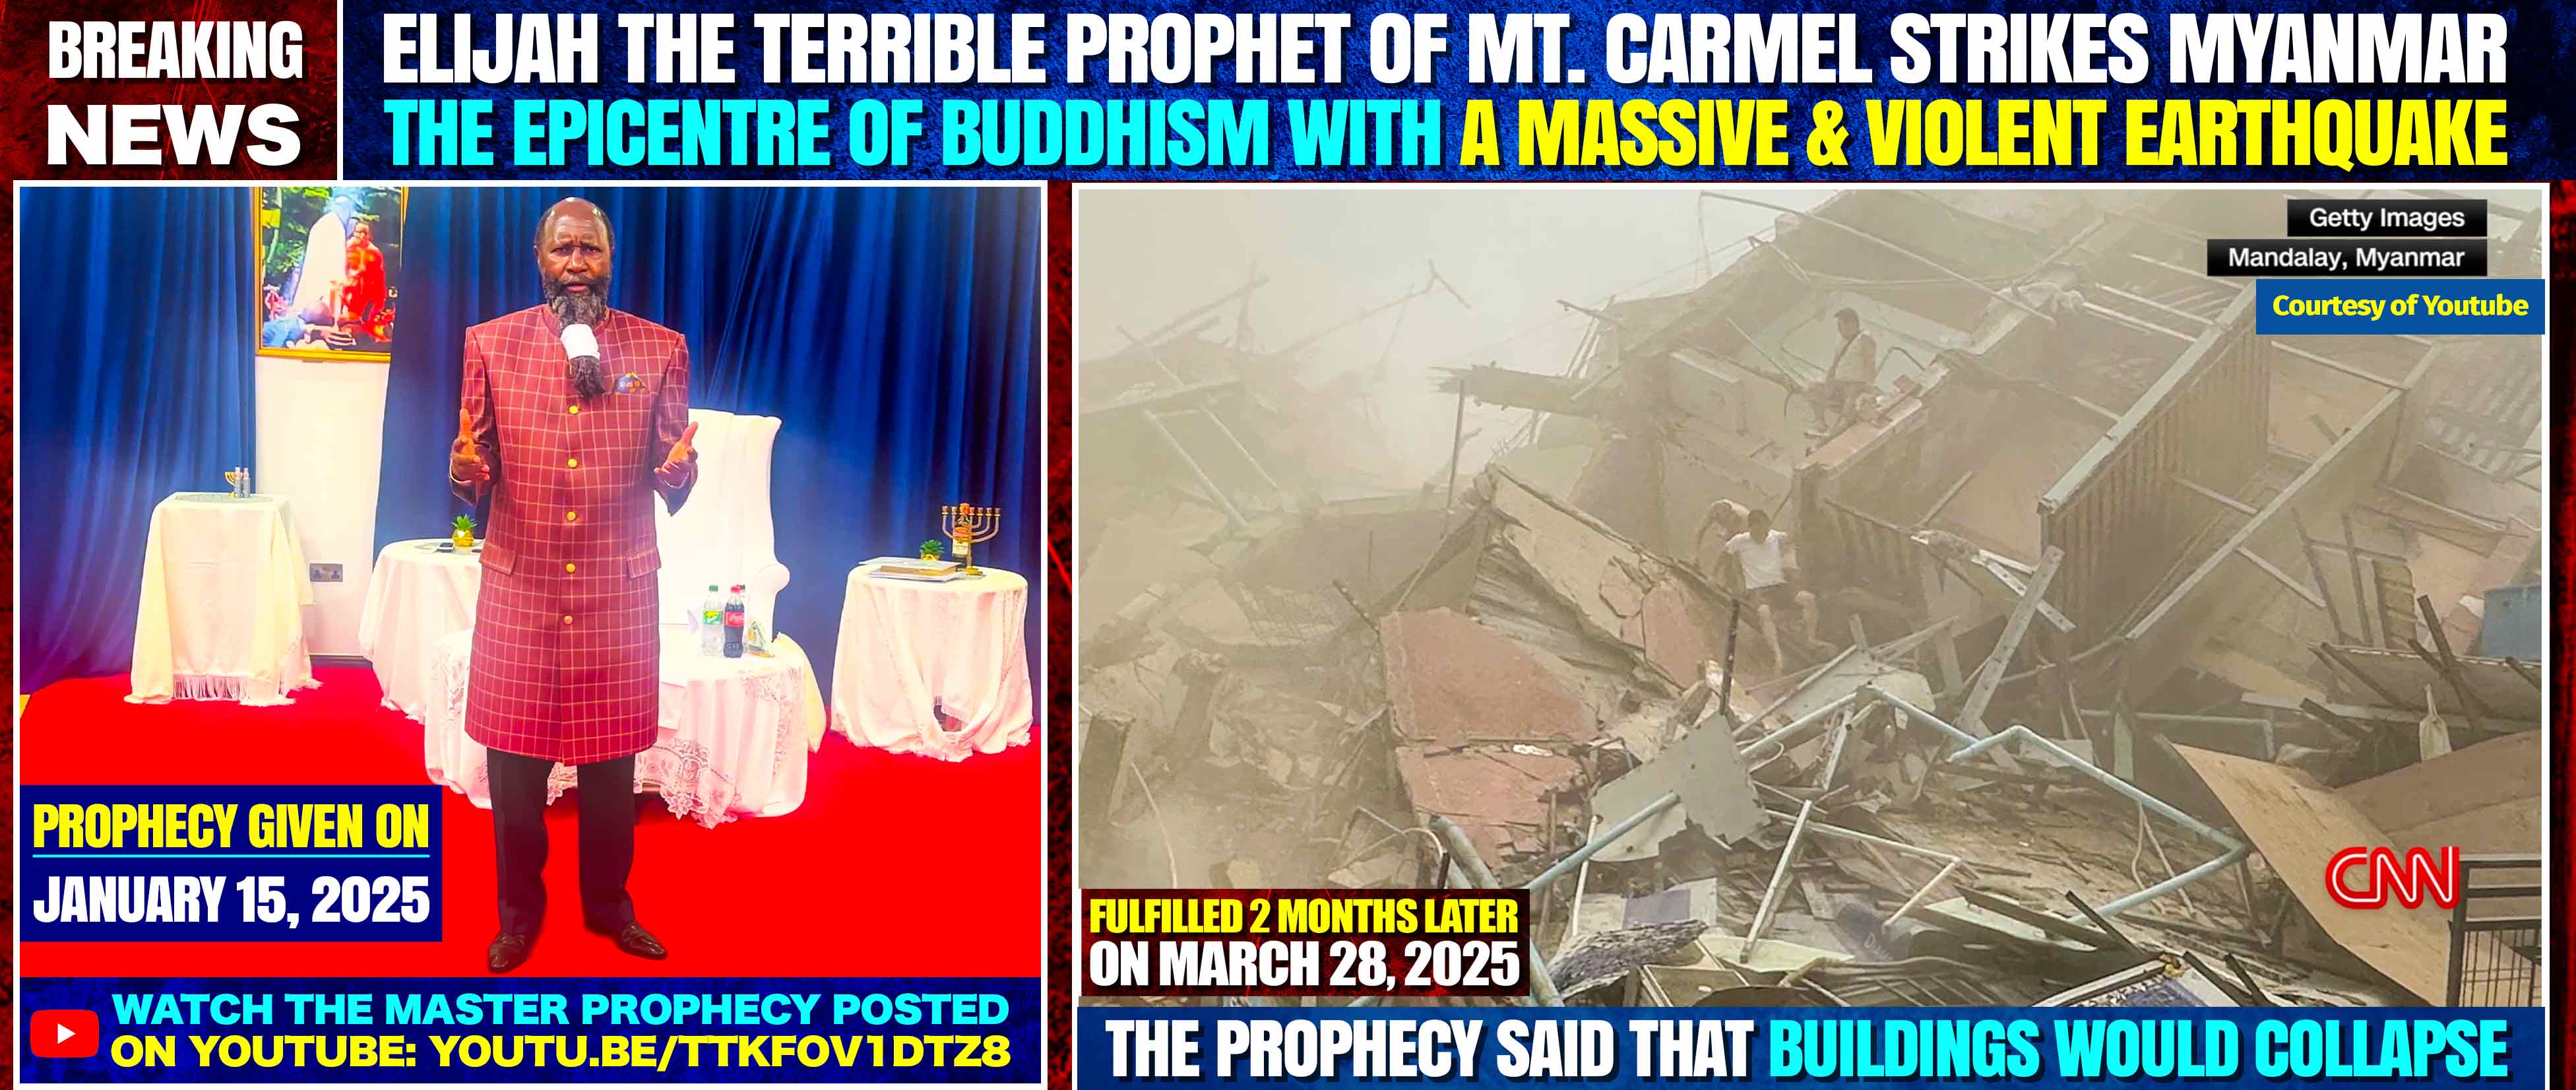 BREAKING
NEWS
ELIJAH THE TERRIBLE PROPHET OF MT. CARMEL STRIKES MYANMAR
THE EPICENTRE OF BUDDHISM WITH A MASSIVE & VIOLENT EARTHQUAKE
Getty Images
Mandalay, Myanmar
Courtesy of Youtube
PROPHECY GIVEN ON
JANUARY 15, 2025
WATCH THE MASTER PROPHECY POSTED
ON YOUTUBE: YOUTU.BE/TTKFOV1DTZ8
CNN
FULFILLED 2 MONTHS LATER
ON MARCH 28, 2025
THE PROPHECY SAID THAT BUILDINGS WOULD COLLAPSE